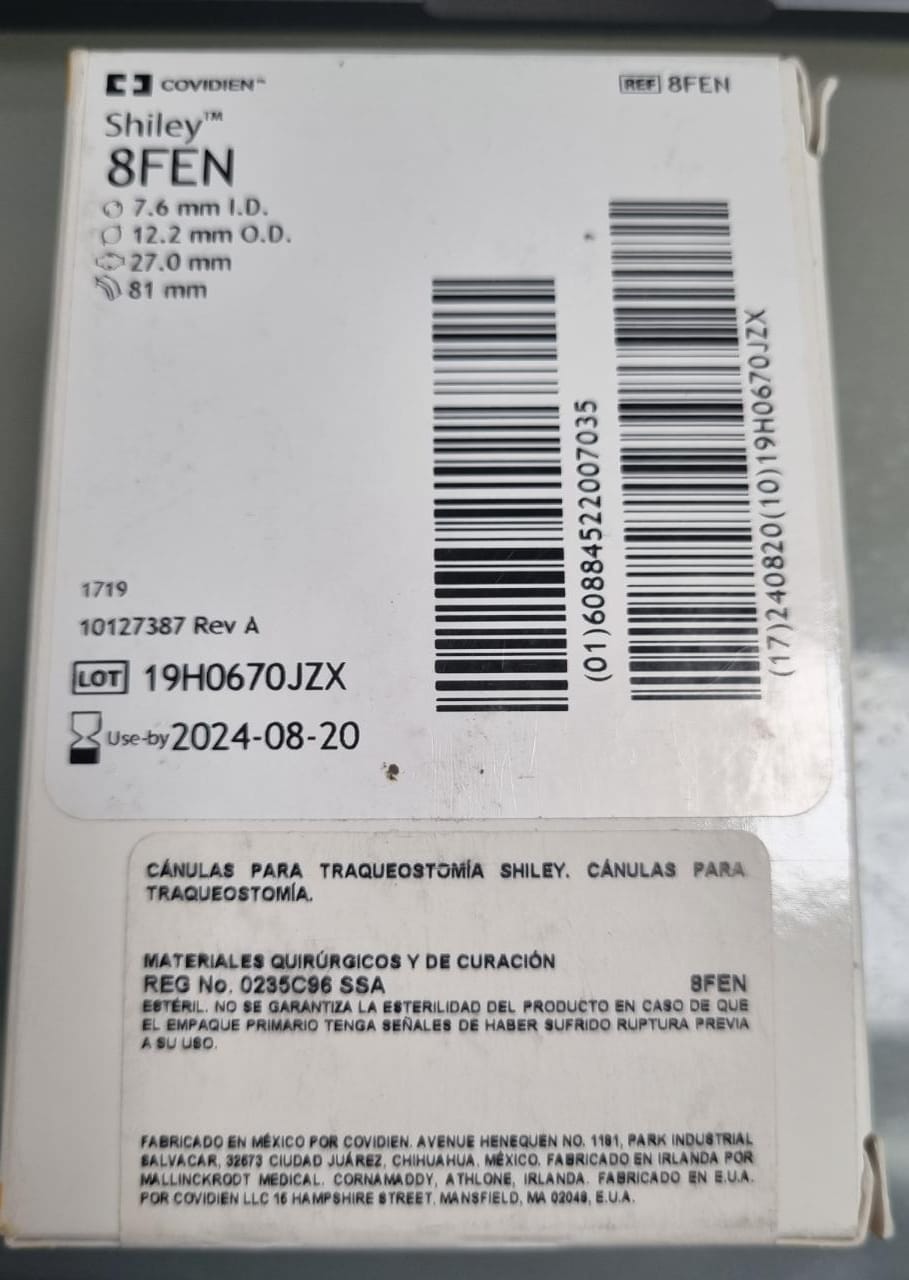 COVIDIEN™
REF 8FEN
Shiley™
8FEN
7.6 mm I.D.
12.2 mm O.D.
27.0 mm
81 mm
(01)60884522007035
(17)240820(10)19H0670JZX
1719
10127387 Rev A
LOT 19H0670JZX
Use-by 2024-08-20
CÁNULAS PARA TRAQUEOSTOMÍA SHILEY. CÁNULAS PARA
TRAQUEOSTOMÍA.
MATERIALES QUIRÚRGICOS Y DE CURACIÓN
REG No. 0235C96 SSA 8FEN
ESTÉRIL. NO SE GARANTIZA LA ESTERILIDAD DEL PRODUCTO EN CASO DE QUE
EL EMPAQUE PRIMARIO TENGA SEÑALES DE HABER SUFRIDO RUPTURA PREVIA
A SU USO.
FABRICADO EN MÉXICO POR COVIDIEN. AVENUE HENEQUEN NO. 1181, PARK INDUSTRIAL
SALVACAR, 32673 CIUDAD JUÁREZ, CHIHUAHUA, MÉXICO. FABRICADO EN IRLANDA POR
MALLINCKRODT MEDICAL. CORNAMADDY, ATHLONE, IRLANDA. FABRICADO EN E.U.A.
POR COVIDIEN LLC 15 HAMPSHIRE STREET, MANSFIELD, MA 02048, E.U.A.